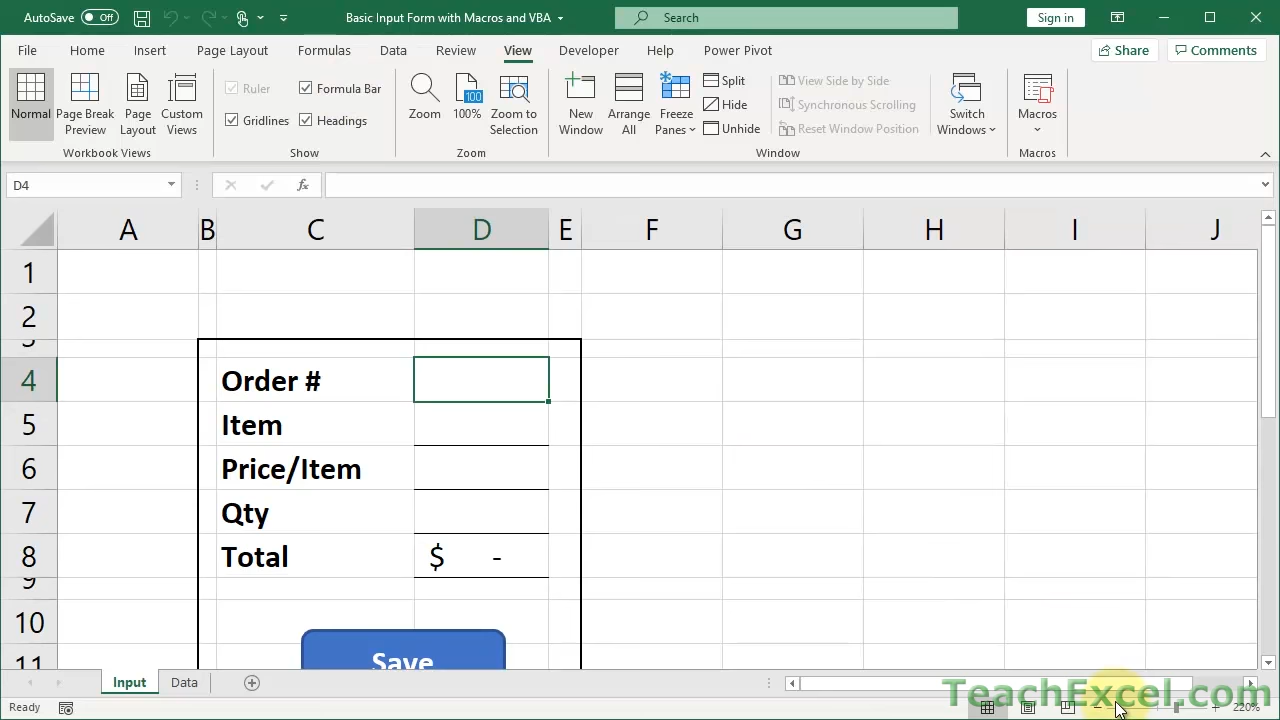 AutoSave Off Basic Input Form with Macros and VBA Search Sign in
File Home Insert Page Layout Formulas Data Review View Developer Help Power Pivot Share Comments
Normal Page Break Preview Page Layout Custom Views
Workbook Views
Ruler Formula Bar
Gridlines Headings
Show
Zoom 100% Zoom to Selection
Zoom
New Window Arrange All Freeze Panes
Split
Hide
Unhide
View Side by Side
Synchronous Scrolling
Reset Window Position
Switch Windows
Window
Macros
Macros
D4 fx
A B C D E F G H I J
1
2
3
4 Order #
5 Item
6 Price/Item
7 Qty
8 Total $ -
9
10
11 Save
Input Data
TeachExcel.com
Ready 220%